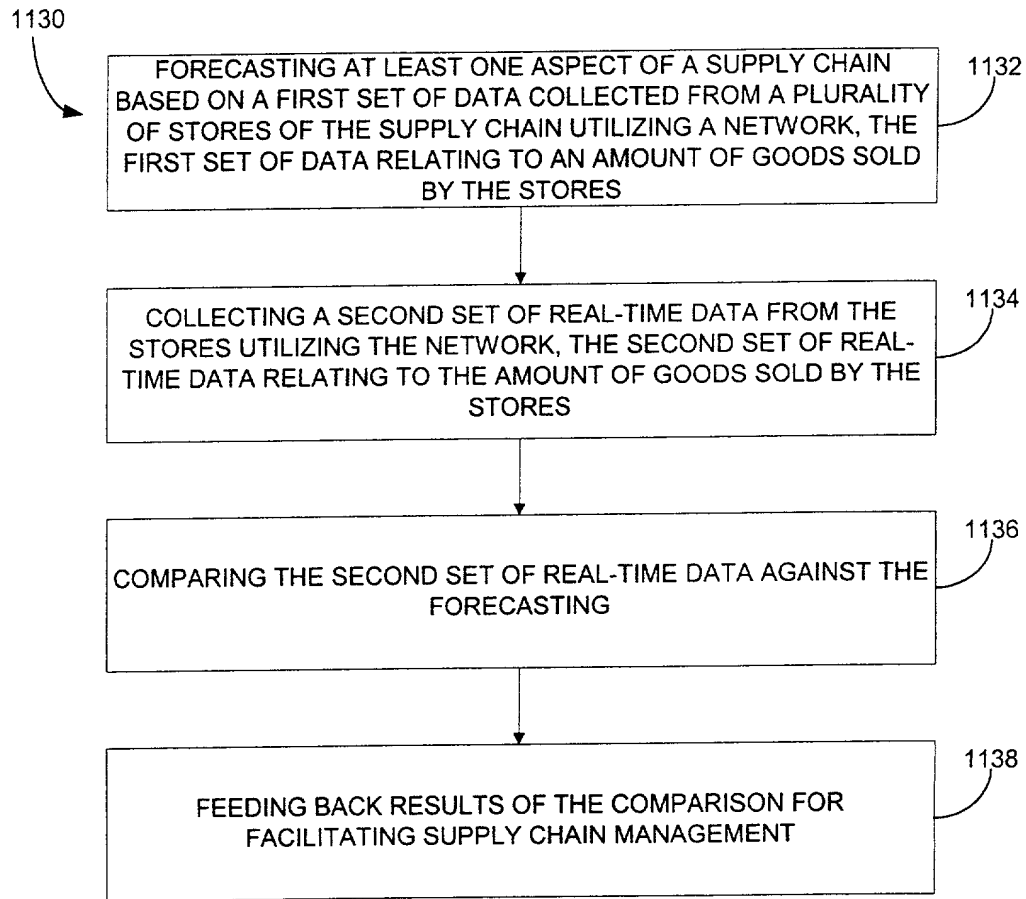 1130
FORECASTING AT LEAST ONE ASPECT OF A SUPPLY CHAIN
BASED ON A FIRST SET OF DATA COLLECTED FROM A PLURALITY
OF STORES OF THE SUPPLY CHAIN UTILIZING A NETWORK, THE
FIRST SET OF DATA RELATING TO AN AMOUNT OF GOODS SOLD
BY THE STORES
1132
COLLECTING A SECOND SET OF REAL-TIME DATA FROM THE
STORES UTILIZING THE NETWORK, THE SECOND SET OF REAL-
TIME DATA RELATING TO THE AMOUNT OF GOODS SOLD BY THE
STORES
1134
COMPARING THE SECOND SET OF REAL-TIME DATA AGAINST THE
FORECASTING
1136
FEEDING BACK RESULTS OF THE COMPARISON FOR
FACILITATING SUPPLY CHAIN MANAGEMENT
1138